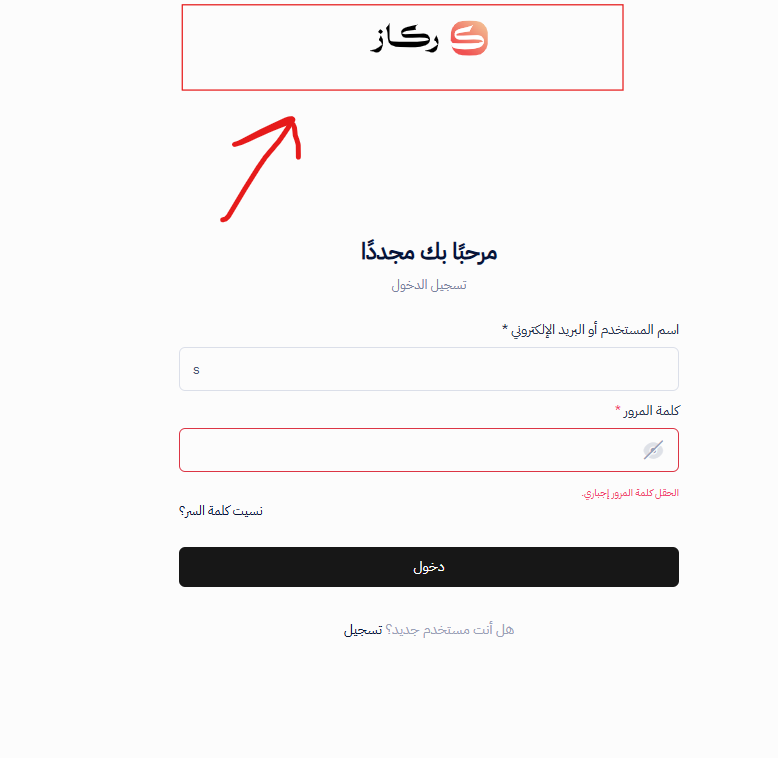 ركاز
مرحبًا بك مجددًا
تسجيل الدخول
اسم المستخدم أو البريد الإلكتروني *
s
كلمة المرور *
الحقل كلمة المرور إجباري.
نسيت كلمة السر؟
دخول
هل أنت مستخدم جديد؟ تسجيل